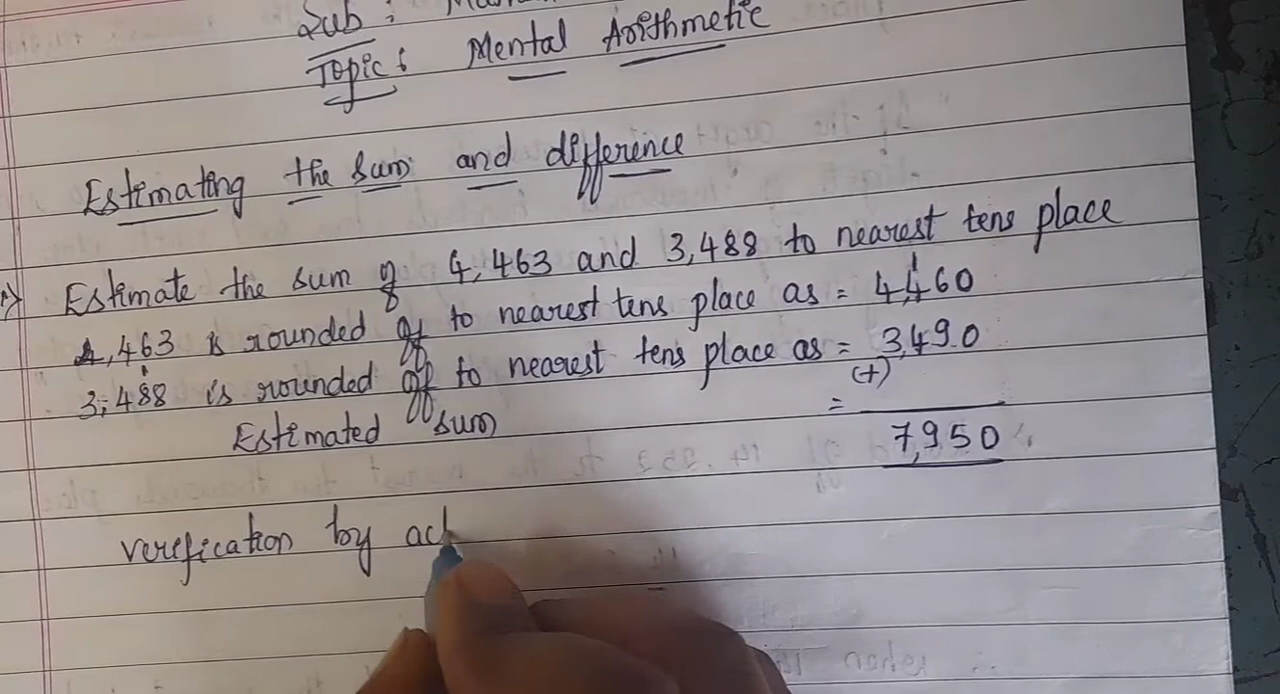 Sub :
Topic : Mental Arithmetic
Estimating the sum and difference
Estimate the sum of 4,463 and 3,488 to nearest tens place
4,463 is rounded off to nearest tens place as = 4,460
3,488 is rounded off to nearest tens place as = 3,490
(+)
Estimated sum = 7,950
verification by act